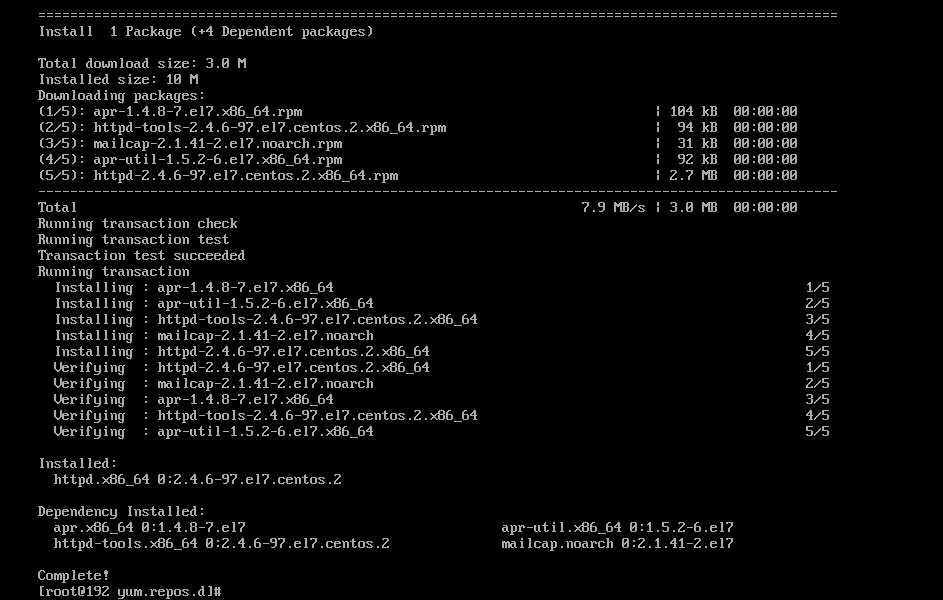 ================================================================================
Install  1 Package (+4 Dependent packages)
Total download size: 3.0 M
Installed size: 10 M
Downloading packages:
(1/5): apr-1.4.8-7.el7.x86_64.rpm | 104 kB 00:00:00
(2/5): httpd-tools-2.4.6-97.el7.centos.2.x86_64.rpm | 94 kB 00:00:00
(3/5): mailcap-2.1.41-2.el7.noarch.rpm | 31 kB 00:00:00
(4/5): apr-util-1.5.2-6.el7.x86_64.rpm | 92 kB 00:00:00
(5/5): httpd-2.4.6-97.el7.centos.2.x86_64.rpm | 2.7 MB 00:00:00
--------------------------------------------------------------------------------
Total 7.9 MB/s | 3.0 MB 00:00:00
Running transaction check
Running transaction test
Transaction test succeeded
Running transaction
Installing : apr-1.4.8-7.el7.x86_64 1/5
Installing : apr-util-1.5.2-6.el7.x86_64 2/5
Installing : httpd-tools-2.4.6-97.el7.centos.2.x86_64 3/5
Installing : mailcap-2.1.41-2.el7.noarch 4/5
Installing : httpd-2.4.6-97.el7.centos.2.x86_64 5/5
Verifying : httpd-2.4.6-97.el7.centos.2.x86_64 1/5
Verifying : mailcap-2.1.41-2.el7.noarch 2/5
Verifying : apr-1.4.8-7.el7.x86_64 3/5
Verifying : httpd-tools-2.4.6-97.el7.centos.2.x86_64 4/5
Verifying : apr-util-1.5.2-6.el7.x86_64 5/5
Installed:
httpd.x86_64 0:2.4.6-97.el7.centos.2
Dependency Installed:
apr.x86_64 0:1.4.8-7.el7 apr-util.x86_64 0:1.5.2-6.el7
httpd-tools.x86_64 0:2.4.6-97.el7.centos.2 mailcap.noarch 0:2.1.41-2.el7
Complete!
[root@192 yum.repos.d]#